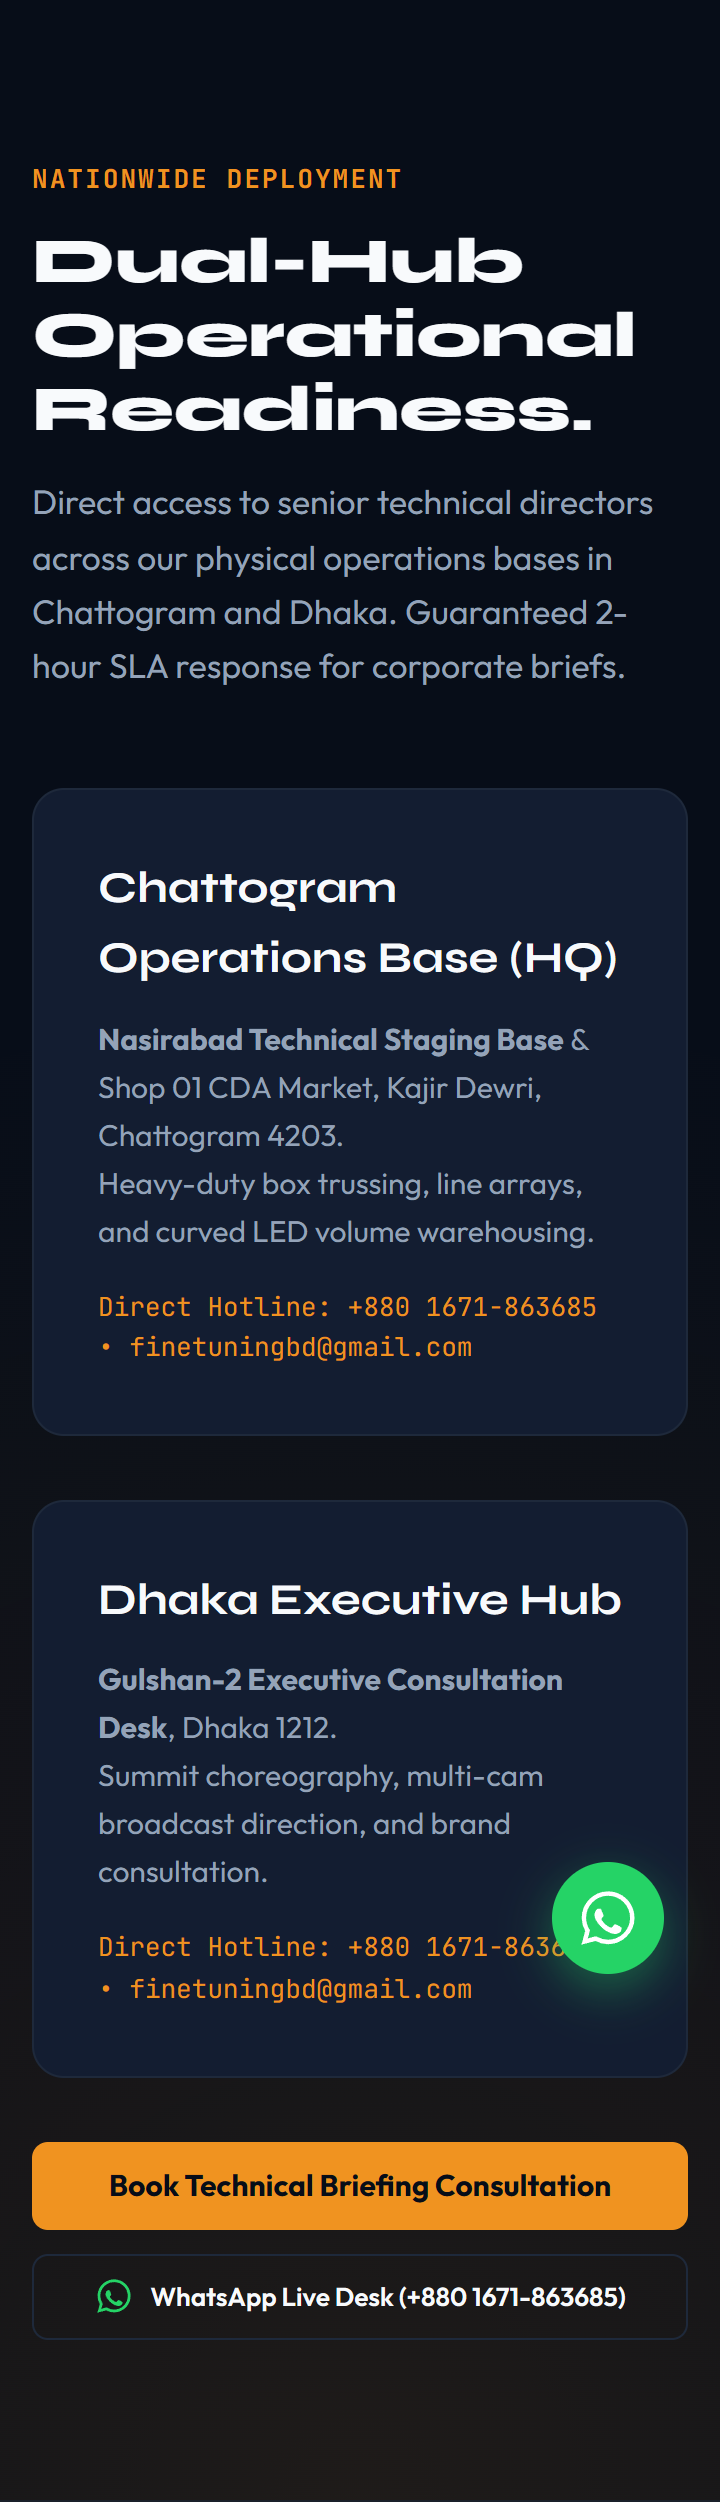 NATIONWIDE DEPLOYMENT
Dual-Hub
Operational
Readiness.
Direct access to senior technical directors
across our physical operations bases in
Chattogram and Dhaka. Guaranteed 2-
hour SLA response for corporate briefs.
Chattogram
Operations Base (HQ)
Nasirabad Technical Staging Base &
Shop 01 CDA Market, Kajir Dewri,
Chattogram 4203.
Heavy-duty box trussing, line arrays,
and curved LED volume warehousing.
Direct Hotline: +880 1671-863685
• finetuningbd@gmail.com
Dhaka Executive Hub
Gulshan-2 Executive Consultation
Desk, Dhaka 1212.
Summit choreography, multi-cam
broadcast direction, and brand
consultation.
Direct Hotline: +880 1671-8636
• finetuningbd@gmail.com
Book Technical Briefing Consultation
WhatsApp Live Desk (+880 1671-863685)